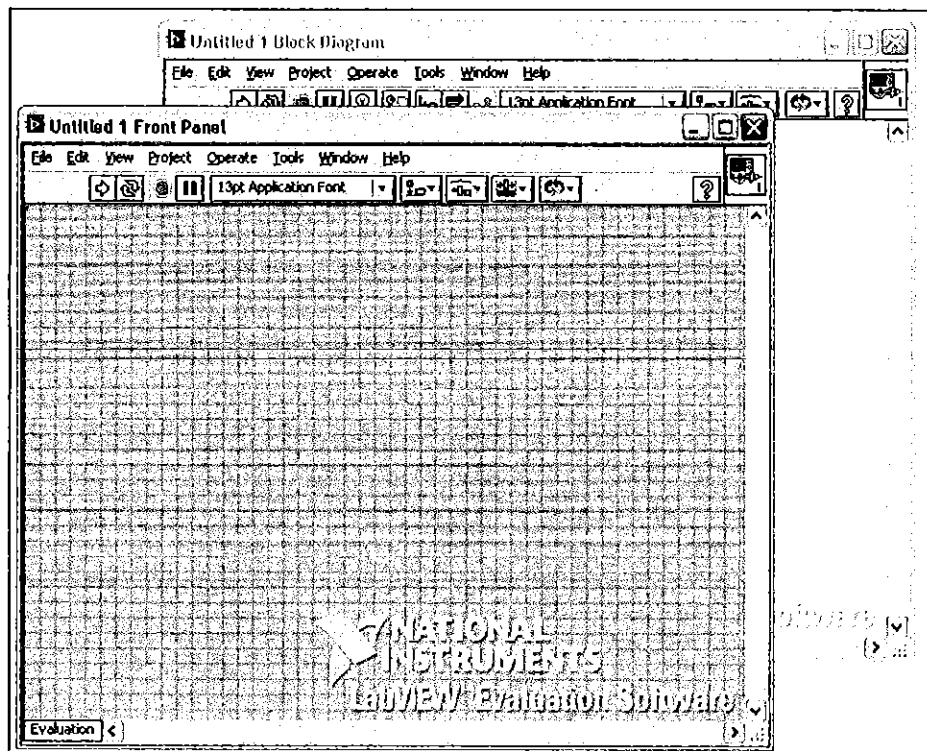 Untitled 1 Block Diagram
File Edit View Project Operate Tools Window Help
13pt Application Font
Untitled 1 Front Panel
File Edit View Project Operate Tools Window Help
13pt Application Font
NATIONAL
INSTRUMENTS
LabVIEW Evaluation Software
Software
Evaluation